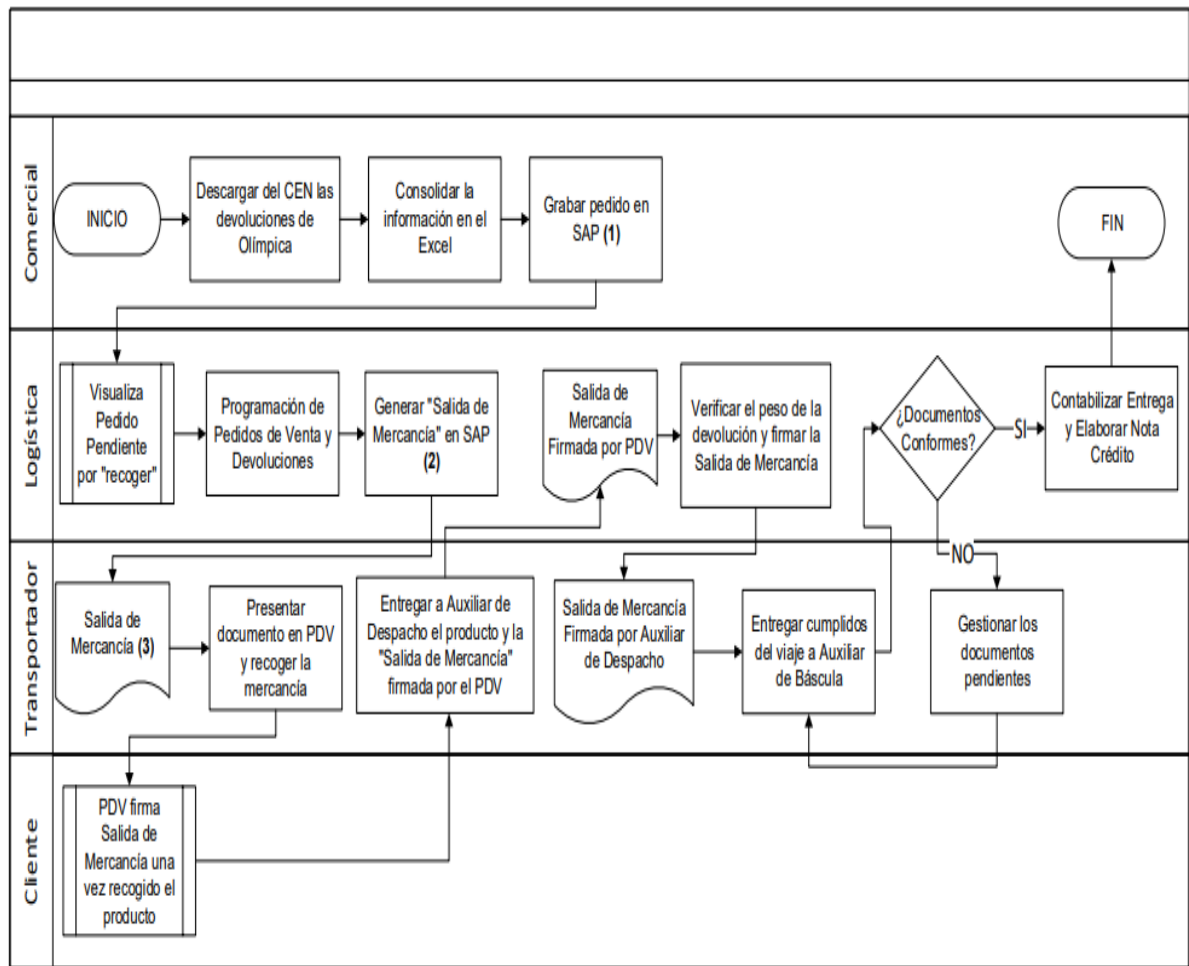 Comercial
INICIO
Descargar del CEN las
devoluciones de
Olímpica
Consolidar la
información en el
Excel
Grabar pedido en
SAP (1)
FIN
Logística
Visualiza
Pedido
Pendiente
por "recoger"
Programación de
Pedidos de Venta y
Devoluciones
Generar "Salida de
Mercancía" en SAP
(2)
Salida de
Mercancía
Firmada por PDV
Verificar el peso de la
devolución y firmar la
Salida de Mercancía
¿Documentos
Conformes?
SI
Contabilizar Entrega
y Elaborar Nota
Crédito
NO
Transportador
Salida de
Mercancía (3)
Presentar
documento en PDV
y recoger la
mercancía
Entregar a Auxiliar de
Despacho el producto y la
"Salida de Mercancía"
firmada por el PDV
Salida de Mercancía
Firmada por Auxiliar
de Despacho
Entregar cumplidos
del viaje a Auxiliar
de Báscula
Gestionar los
documentos
pendientes
Cliente
PDV firma
Salida de
Mercancía una
vez recogido el
producto